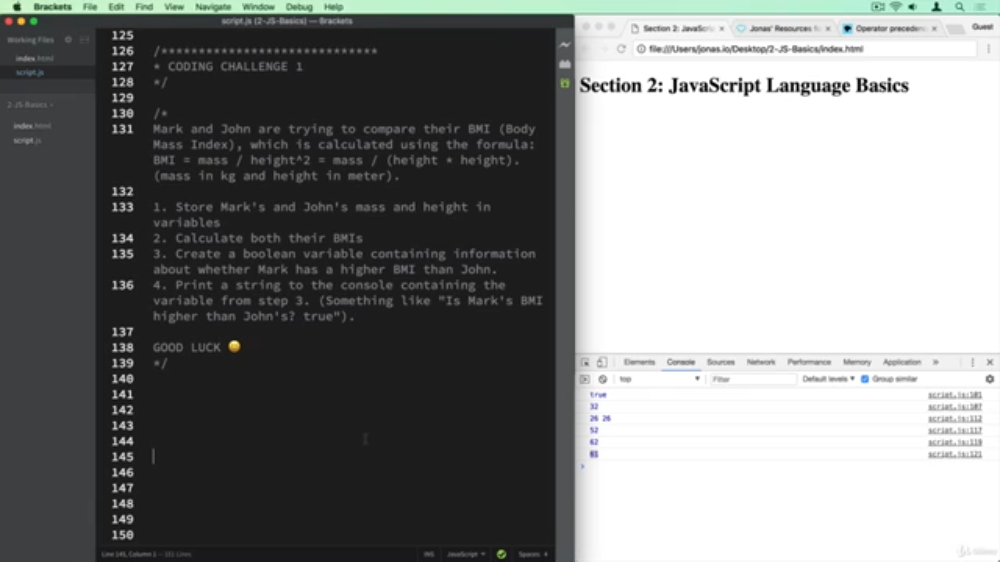 Brackets File Edit Find View Navigate Window Debug Help
script.js (2-JS-Basics) — Brackets
Working Files
index.html
script.js
2-JS-Basics
index.html
script.js
125
126 /*****************************
127 * CODING CHALLENGE 1
128 */
129
130 /*
131 Mark and John are trying to compare their BMI (Body
Mass Index), which is calculated using the formula:
BMI = mass / height^2 = mass / (height * height).
(mass in kg and height in meter).
132
133 1. Store Mark's and John's mass and height in
variables
134 2. Calculate both their BMIs
135 3. Create a boolean variable containing information
about whether Mark has a higher BMI than John.
136 4. Print a string to the console containing the
variable from step 3. (Something like "Is Mark's BMI
higher than John's? true").
137
138 GOOD LUCK 😀
139 */
140
141
142
143
144
145
146
147
148
149
150
Line 145, Column 1 — 151 Lines
INS JavaScript Spaces: 4
Section 2: JavaScrip Jonas' Resources f Operator preceden Guest
file:///Users/jonas.io/Desktop/2-JS-Basics/index.html
Section 2: JavaScript Language Basics
Elements Console Sources Network Performance Memory Application »
top Filter Default levels Group similar
true script.js:101
32 script.js:107
26 26 script.js:112
52 script.js:117
62 script.js:119
61 script.js:121
>